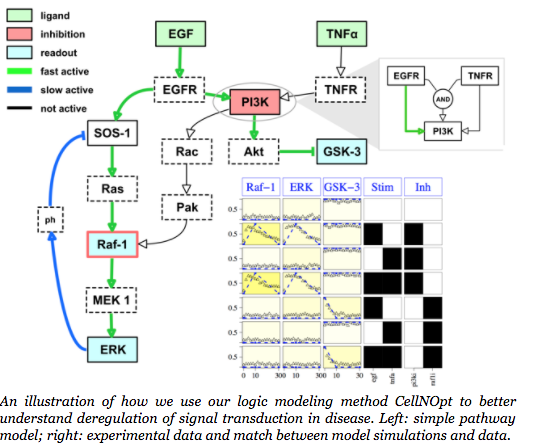 ligand
inhibition
readout
fast active
slow active
not active
EGF
TNFα
EGFR
PI3K
TNFR
SOS-1
Rac
Akt
GSK-3
Ras
Pak
ph
Raf-1
MEK 1
ERK
EGFR
TNFR
AND
PI3K
Raf-1 ERK GSK-3 Stim Inh
0.5
0.5
0.5
0.5
0.5
0.5
0.5
0 10 30 0 10 30 0 10 30
egf
tnfa
pi3ki
raf1i
An illustration of how we use our logic modeling method CellNOpt to better
understand deregulation of signal transduction in disease. Left: simple pathway
model; right: experimental data and match between model simulations and data.